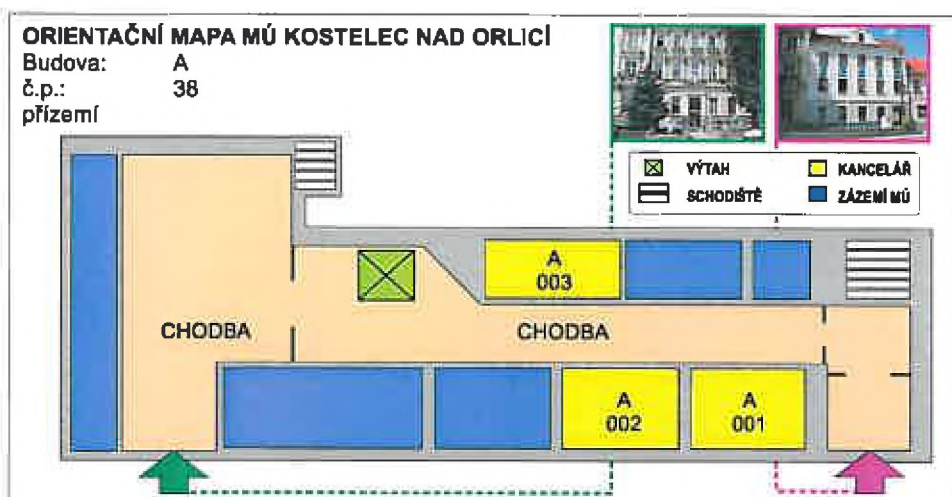 ORIENTAČNÍ MAPA MÚ KOSTELEC NAD ORLICÍ
Budova: A
č.p.: 38
přízemí
VÝTAH
KANCELÁŘ
SCHODIŠTĚ
ZÁZEMÍ MÚ
A
003
CHODBA
CHODBA
A
002
A
001